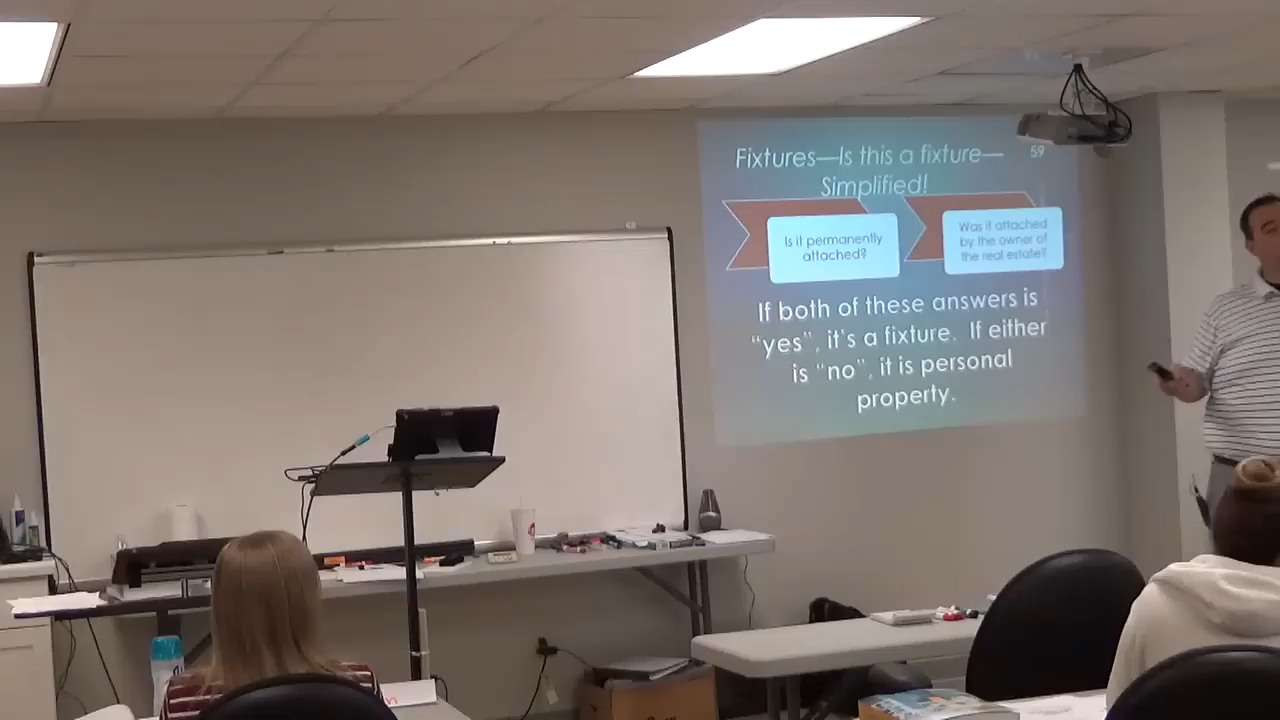 Fixtures—Is this a fixture—
Simplified!
59
Is it permanently
attached?
Was it attached
by the owner of
the real estate?
If both of these answers is
"yes", it's a fixture. If either
is "no", it is personal
property.